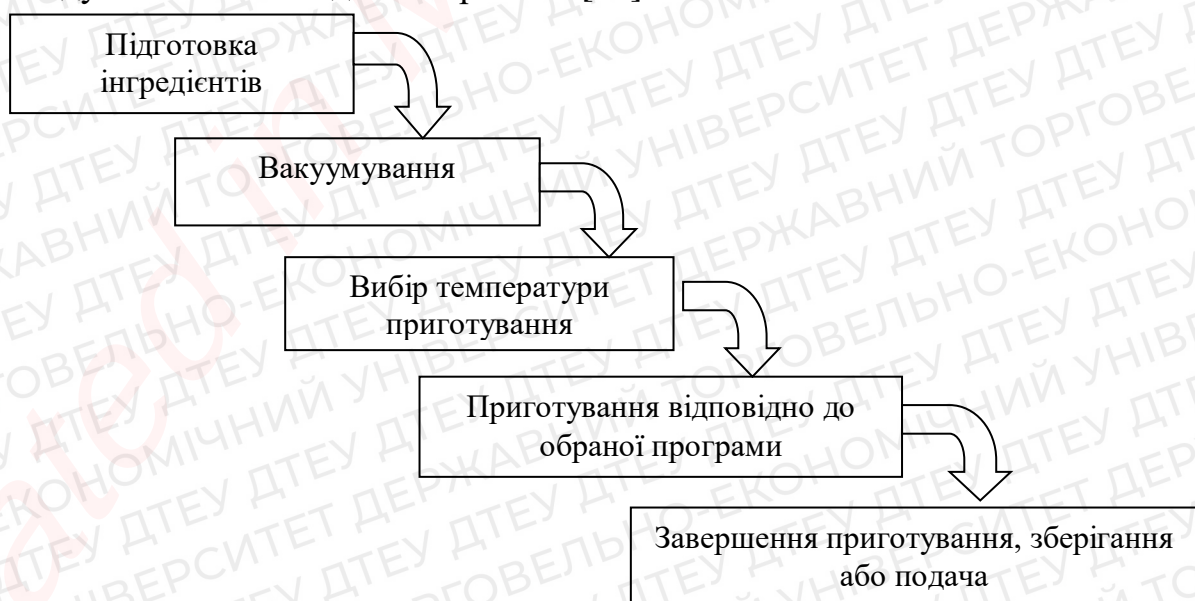 Підготовка
інгредієнтів
Вакуумування
Вибір температури
приготування
Приготування відповідно до
обраної програми
Завершення приготування, зберігання
або подача